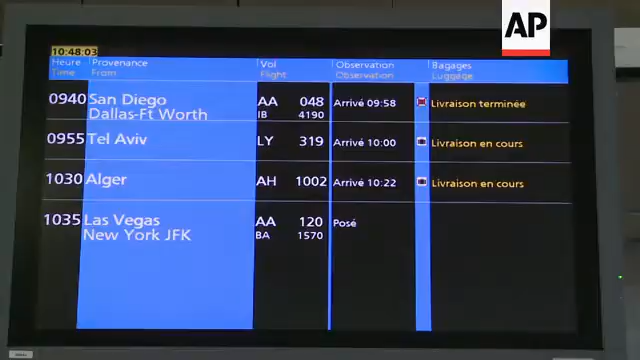 AP
10:48:03
Heure Provenance Vol Observation Bagages
Time From Flight Observation Luggage
0940 San Diego AA 048 Arrivé 09:58 Livraison terminée
Dallas-Ft Worth IB 4190
0955 Tel Aviv LY 319 Arrivé 10:00 Livraison en cours
1030 Alger AH 1002 Arrivé 10:22 Livraison en cours
1035 Las Vegas AA 120 Posé
New York JFK BA 1570